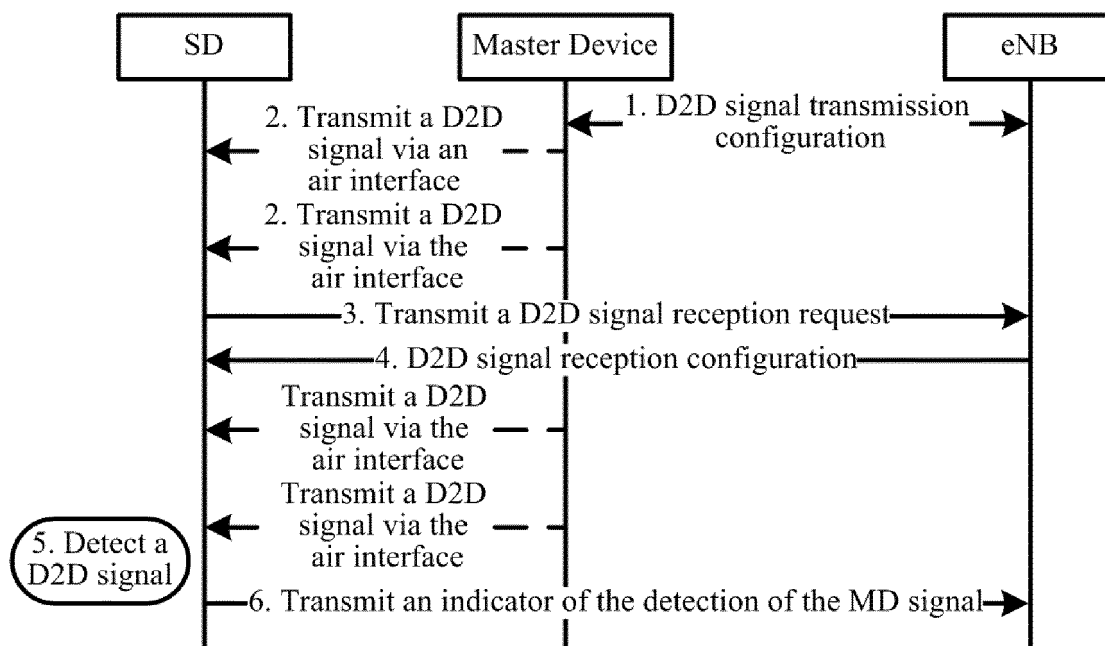 SD
Master Device
eNB
1. D2D signal transmission
configuration
2. Transmit a D2D
signal via an
air interface
2. Transmit a D2D
signal via the
air interface
3. Transmit a D2D signal reception request
4. D2D signal reception configuration
Transmit a D2D
signal via the
air interface
Transmit a D2D
signal via the
air interface
5. Detect a
D2D signal
6. Transmit an indicator of the detection of the MD signal